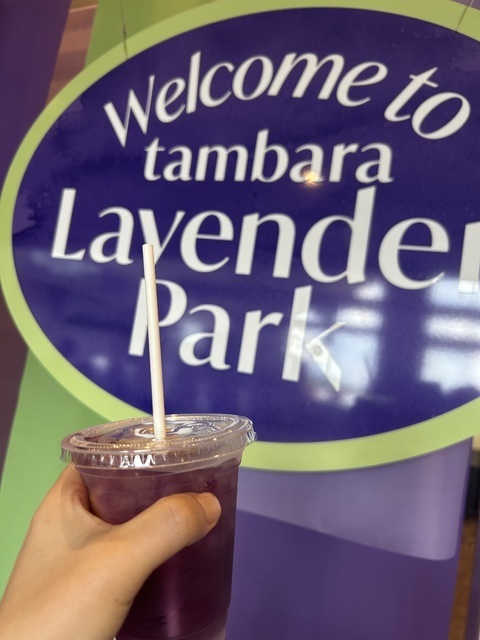 Welcome to
tambara
Lavender
Park